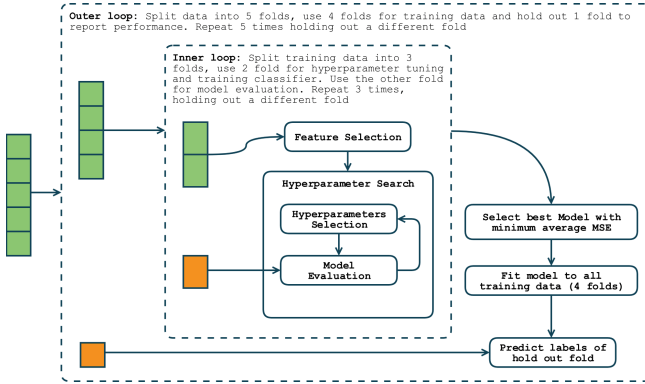 Outer loop: Split data into 5 folds, use 4 folds for training data and hold out 1 fold to
report performance. Repeat 5 times holding out a different fold
Inner loop: Split training data into 3
folds, use 2 fold for hyperparameter tuning
and training classifier. Use the other fold
for model evaluation. Repeat 3 times,
holding out a different fold
Feature Selection
Hyperparameter Search
Hyperparameters
Selection
Model
Evaluation
Select best Model with
minimum average MSE
Fit model to all
training data (4 folds)
Predict labels of
hold out fold